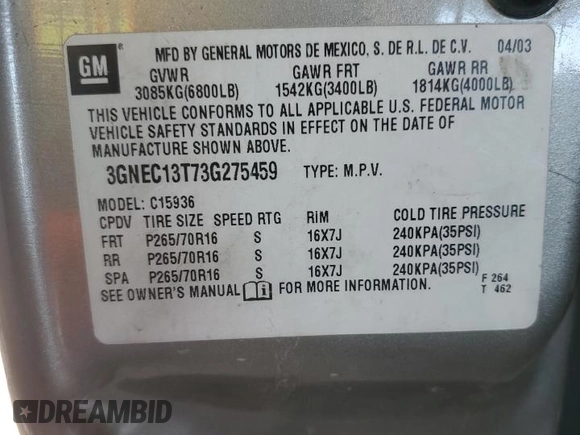 GM
MFD BY GENERAL MOTORS DE MEXICO, S. DE R.L. DE C.V. 04/03
GVWR GAWR FRT GAWR RR
3085KG(6800LB) 1542KG(3400LB) 1814KG(4000LB)
THIS VEHICLE CONFORMS TO ALL APPLICABLE U.S. FEDERAL MOTOR
VEHICLE SAFETY STANDARDS IN EFFECT ON THE DATE OF
MANUFACTURE SHOWN ABOVE.
3GNEC13T73G275459 TYPE: M.P.V.
MODEL: C15936
CPDV TIRE SIZE SPEED RTG RIM COLD TIRE PRESSURE
FRT P265/70R16 S 16X7J 240KPA(35PSI)
RR P265/70R16 S 16X7J 240KPA(35PSI)
SPA P265/70R16 S 16X7J 240KPA(35PSI)
SEE OWNER'S MANUAL FOR MORE INFORMATION.
F 264
T 462
DREAMBID